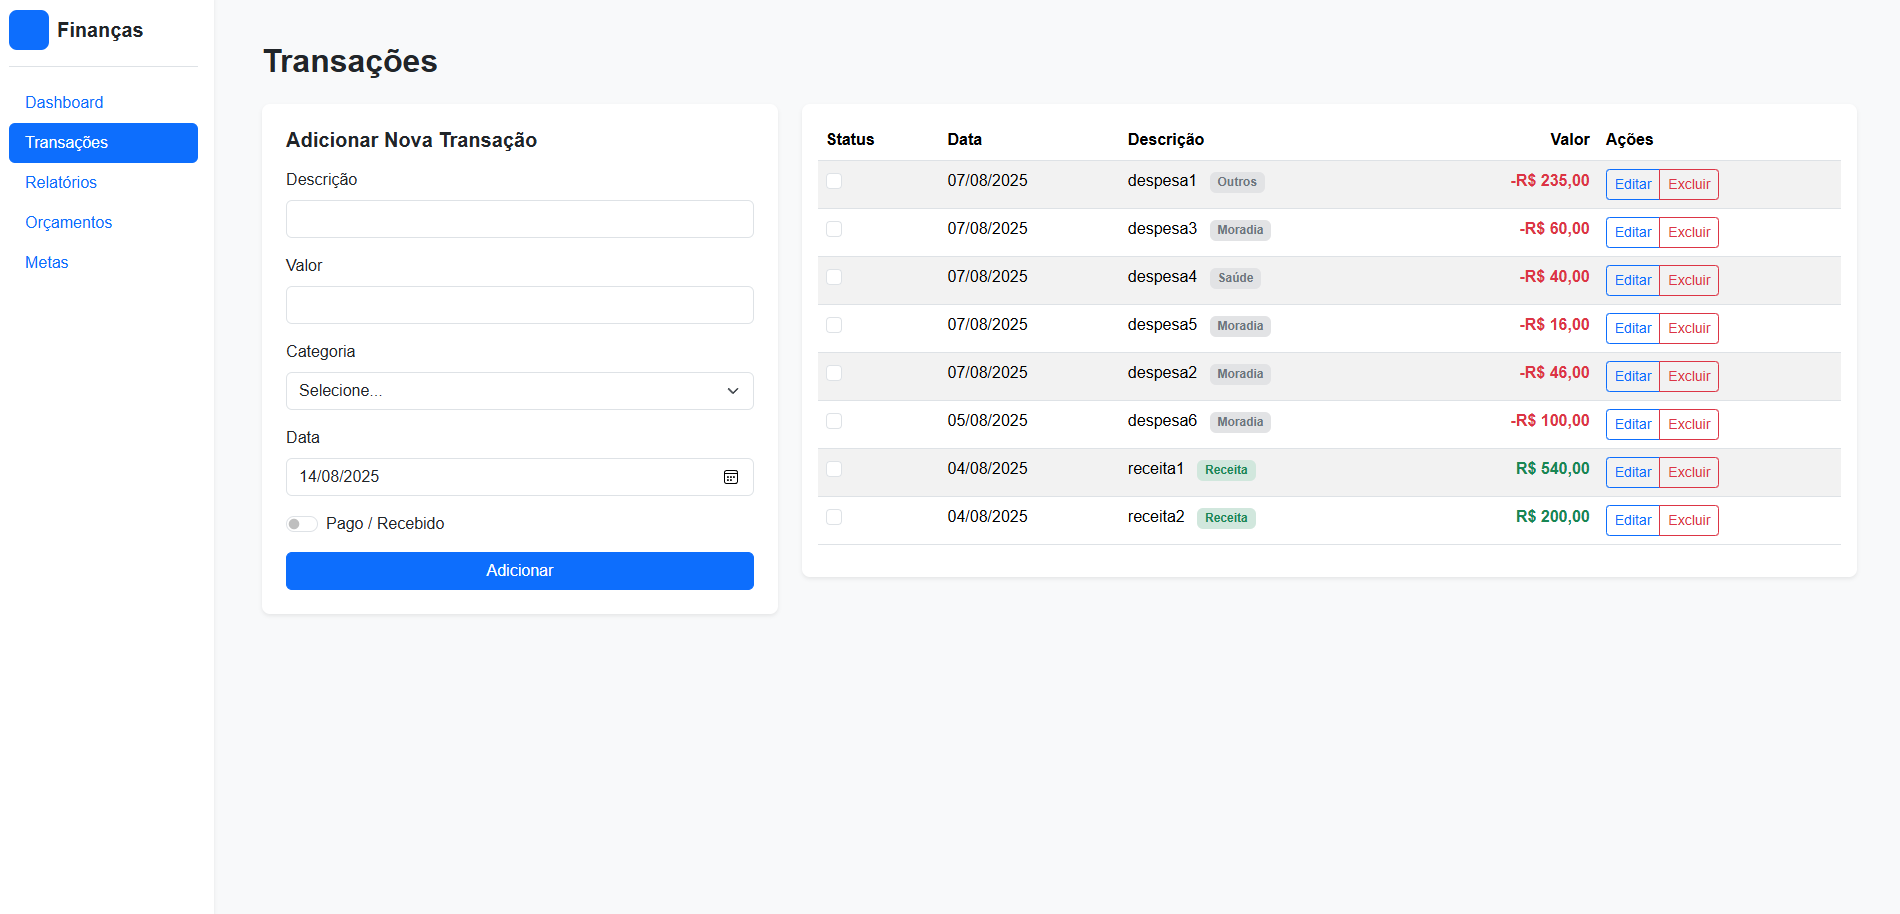 Finanças
Dashboard
Transações
Relatórios
Orçamentos
Metas
Transações
Adicionar Nova Transação
Descrição
Valor
Categoria
Selecione...
Data
14/08/2025
Pago / Recebido
Adicionar
Status Data Descrição Valor Ações
07/08/2025 despesa1 Outros -R$ 235,00 Editar Excluir
07/08/2025 despesa3 Moradia -R$ 60,00 Editar Excluir
07/08/2025 despesa4 Saúde -R$ 40,00 Editar Excluir
07/08/2025 despesa5 Moradia -R$ 16,00 Editar Excluir
07/08/2025 despesa2 Moradia -R$ 46,00 Editar Excluir
05/08/2025 despesa6 Moradia -R$ 100,00 Editar Excluir
04/08/2025 receita1 Receita R$ 540,00 Editar Excluir
04/08/2025 receita2 Receita R$ 200,00 Editar Excluir